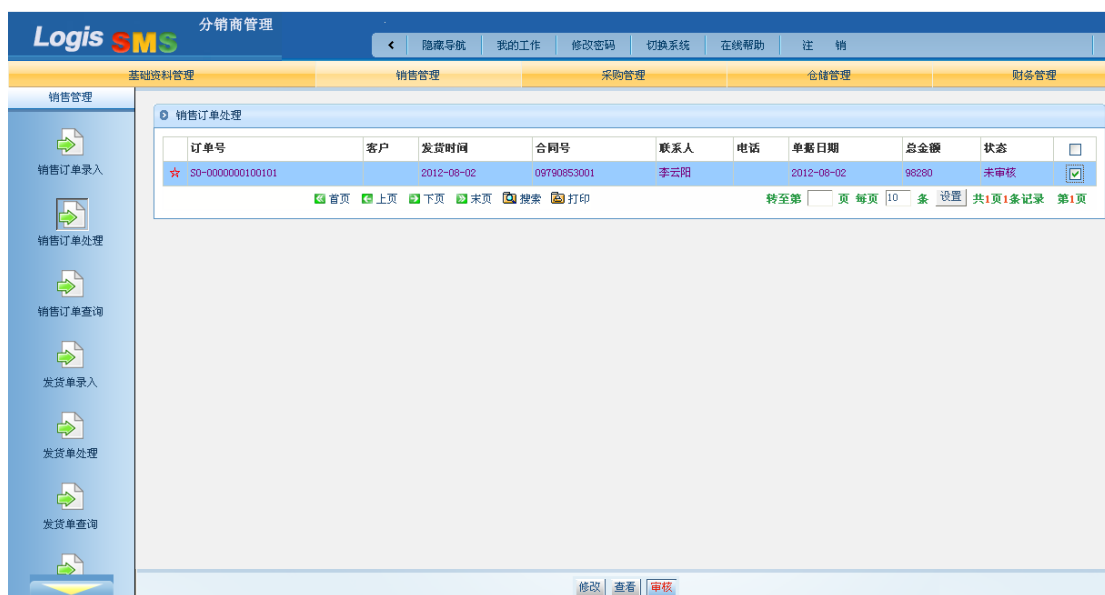 Logis SMS
分销商管理
隐藏导航 我的工作 修改密码 切换系统 在线帮助 注 销
基础资料管理 销售管理 采购管理 仓储管理 财务管理
销售管理
销售订单录入
销售订单处理
销售订单查询
发货单录入
发货单处理
发货单查询
销售订单处理
订单号 客户 发货时间 合同号 联系人 电话 单据日期 总金额 状态
SO-0000000100101 2012-08-02 09790853001 李云阳 2012-08-02 98280 未审核
首页 上页 下页 末页 搜索 打印 转至第 页 每页 10 条 设置 共1页1条记录 第1页
修改 查看 审核